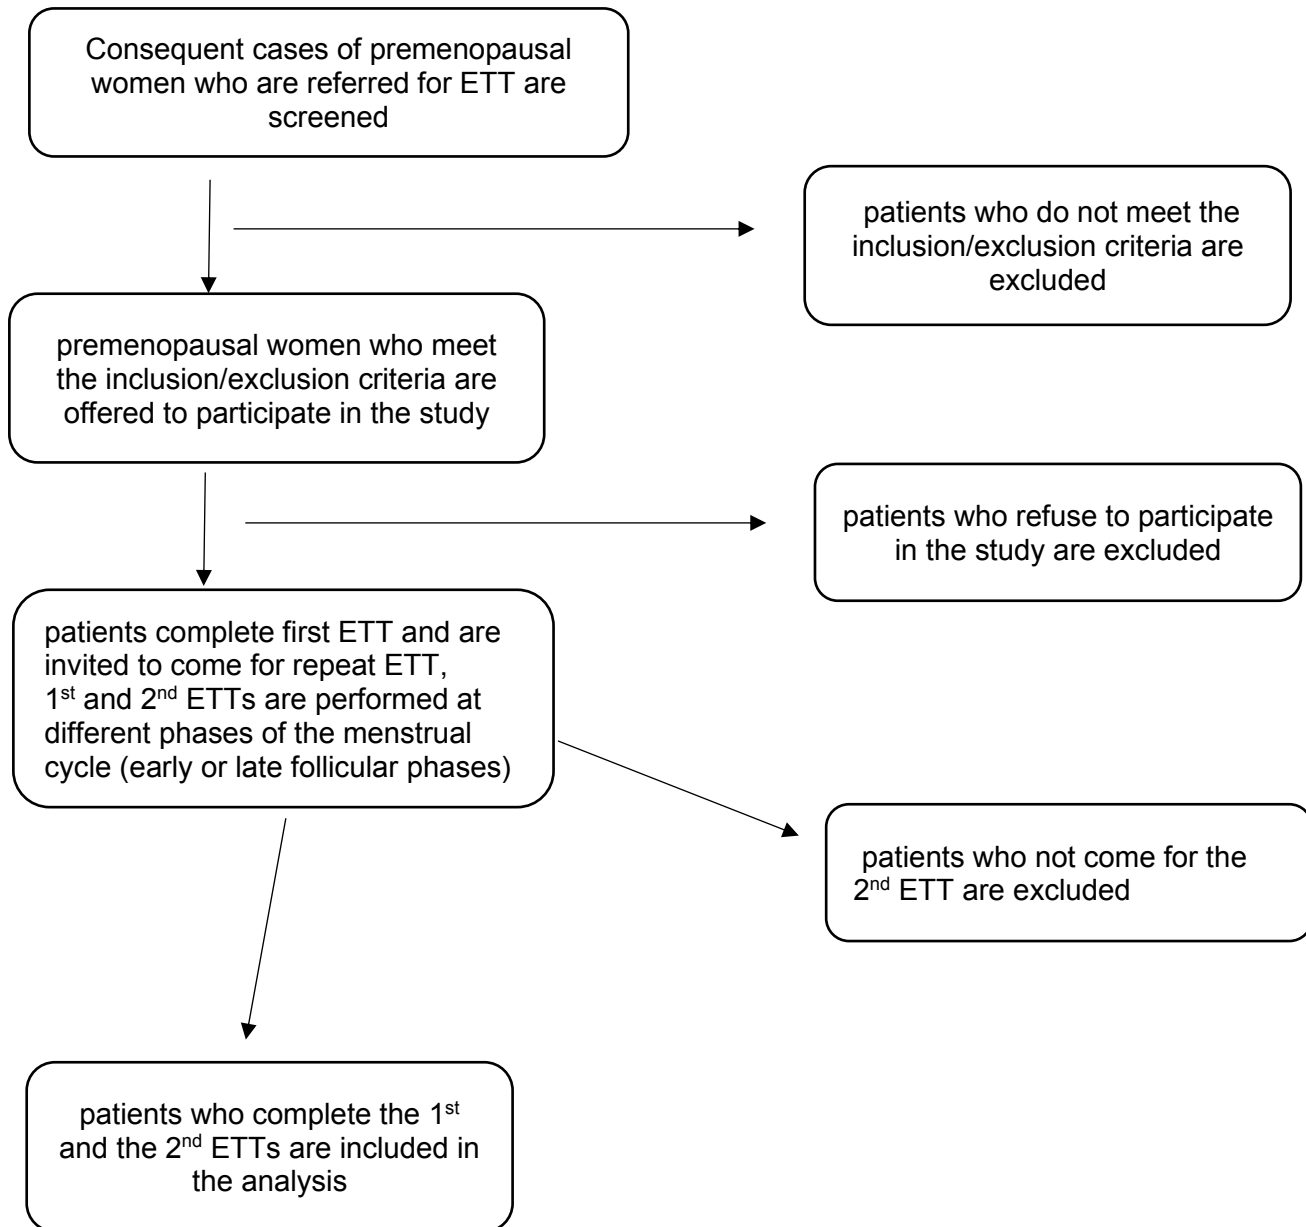 Consequent cases of premenopausal
women who are referred for ETT are
screened
patients who do not meet the
inclusion/exclusion criteria are
excluded
premenopausal women who meet
the inclusion/exclusion criteria are
offered to participate in the study
patients who refuse to participate
in the study are excluded
patients complete first ETT and are
invited to come for repeat ETT,
1st and 2nd ETTs are performed at
different phases of the menstrual
cycle (early or late follicular phases)
patients who not come for the
2nd ETT are excluded
patients who complete the 1st
and the 2nd ETTs are included in
the analysis